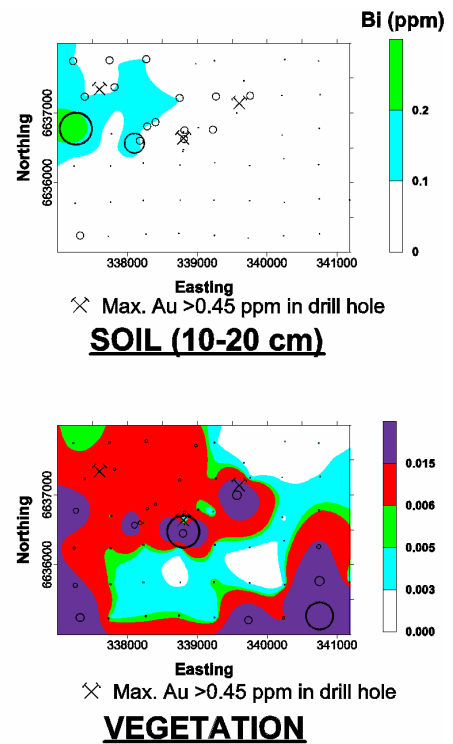 Bi (ppm)
0.2
0.1
0
Northing
6637000
6636000
338000 339000 340000 341000
Easting
Max. Au >0.45 ppm in drill hole
SOIL (10-20 cm)
0.015
0.006
0.005
0.003
0.000
Northing
6637000
6636000
338000 339000 340000 341000
Easting
Max. Au >0.45 ppm in drill hole
VEGETATION